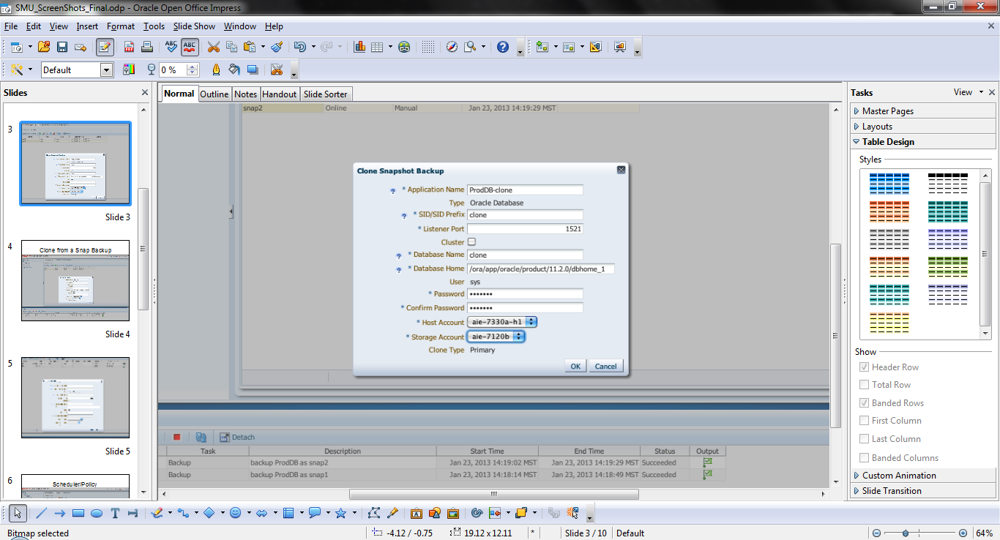 SMU_ScreenShots_Final.odp - Oracle Open Office Impress
File Edit View Insert Format Tools Slide Show Window Help
Default 0 %
Slides
Normal Outline Notes Handout Slide Sorter
Tasks View
3
Slide 3
4
Clone from a Snap Backup
Slide 4
5
Slide 5
6
Scheduler/Policy
snap2 Online Manual Jan 23, 2013 14:19:29 MST
Clone Snapshot Backup
* Application Name ProdDB-clone
Type Oracle Database
* SID/SID Prefix clone
* Listener Port 1521
Cluster
* Database Name clone
* Database Home /ora/app/oracle/product/11.2.0/dbhome_1
User sys
* Password •••••••
* Confirm Password •••••••
* Host Account aie-7330a-h1
* Storage Account aie-7120b
Clone Type Primary
OK Cancel
Detach
Task Description Start Time End Time Status Output
Backup backup ProdDB as snap2 Jan 23, 2013 14:19:02 MST Jan 23, 2013 14:19:29 MST Succeeded
Backup backup ProdDB as snap1 Jan 23, 2013 14:18:14 MST Jan 23, 2013 14:18:49 MST Succeeded
Master Pages
Layouts
Table Design
Styles
Show
Header Row
Total Row
Banded Rows
First Column
Last Column
Banded Columns
Custom Animation
Slide Transition
Bitmap selected -4.12 / -0.75 19.12 x 12.11 * Slide 3 / 10 Default 64%